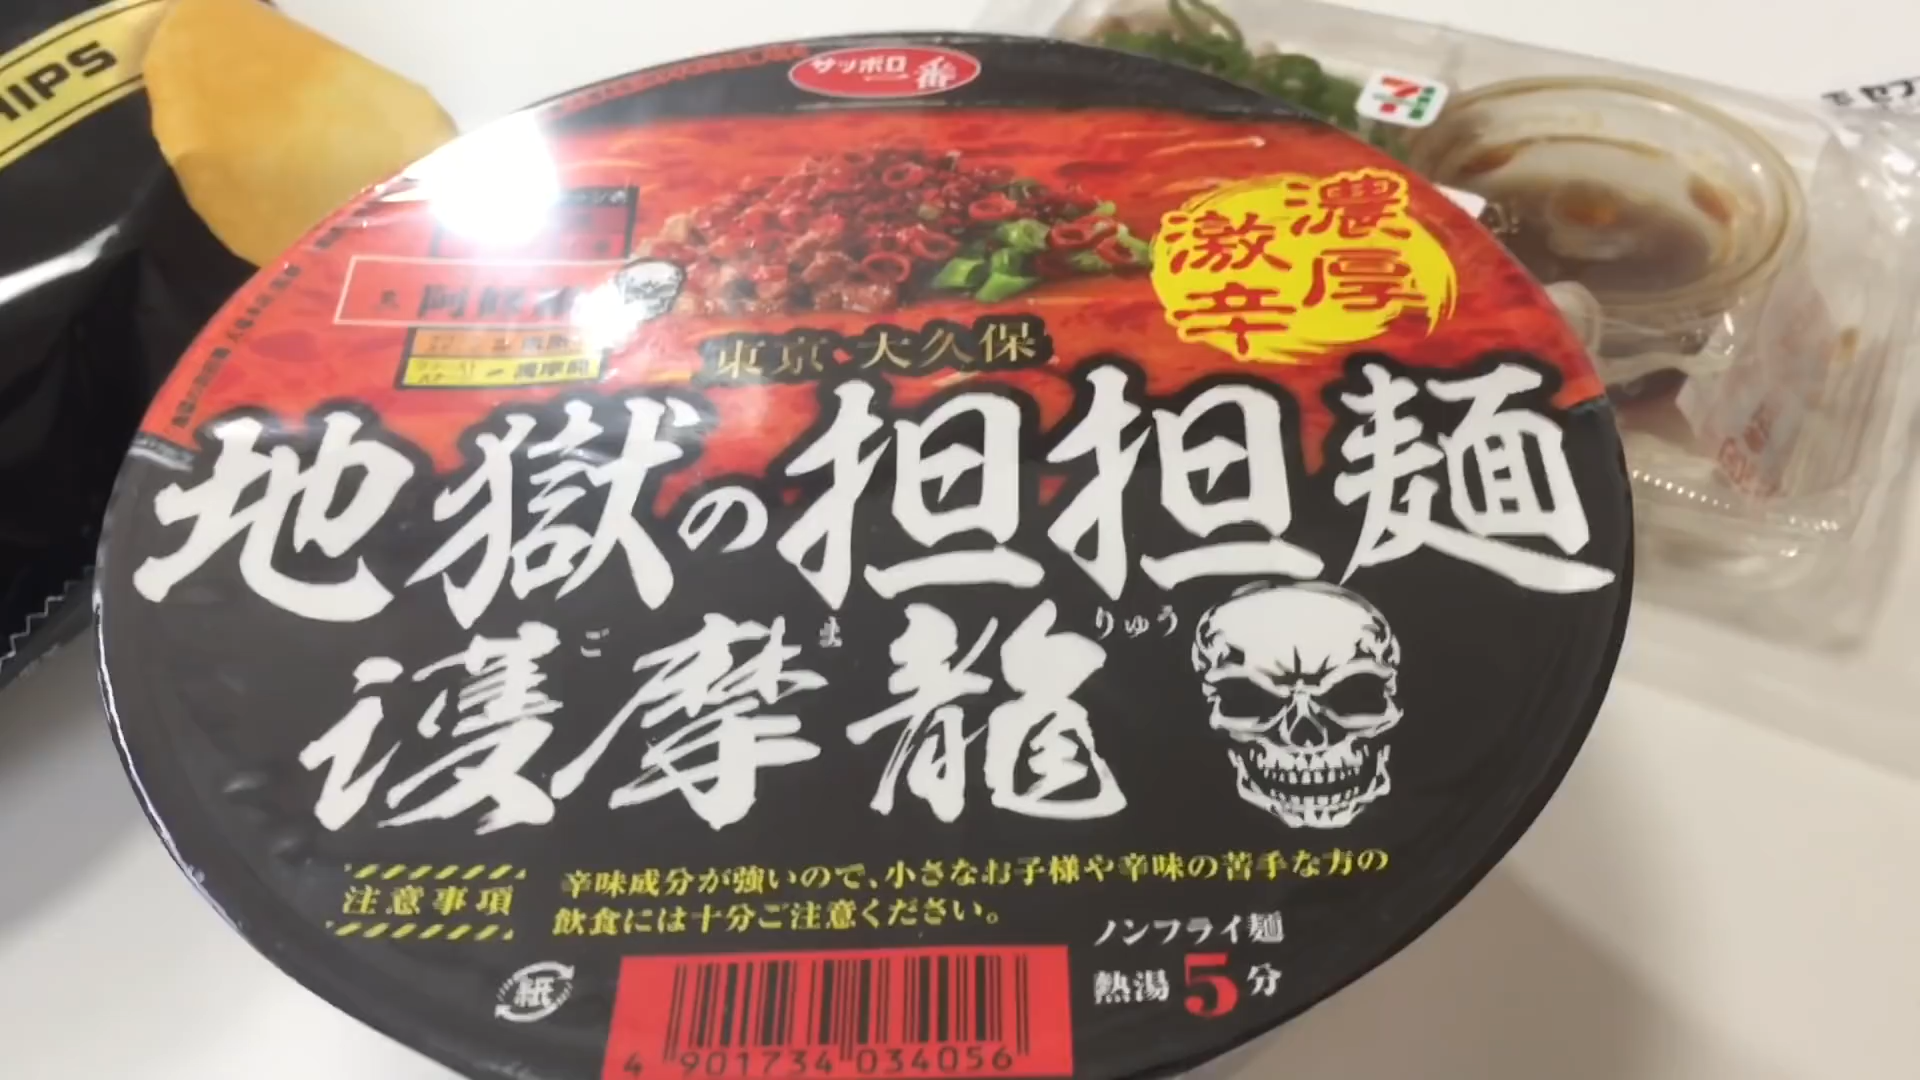 HIPS
サッポロ
一番
濃厚
激辛
阿修羅
東京・大久保
地獄の担担麺
護摩龍
ご ま りゅう
注意事項
辛味成分が強いので、小さなお子様や辛味の苦手な方の
飲食には十分ご注意ください。
ノンフライ麺
熱湯5分
紙
4 901734 034056